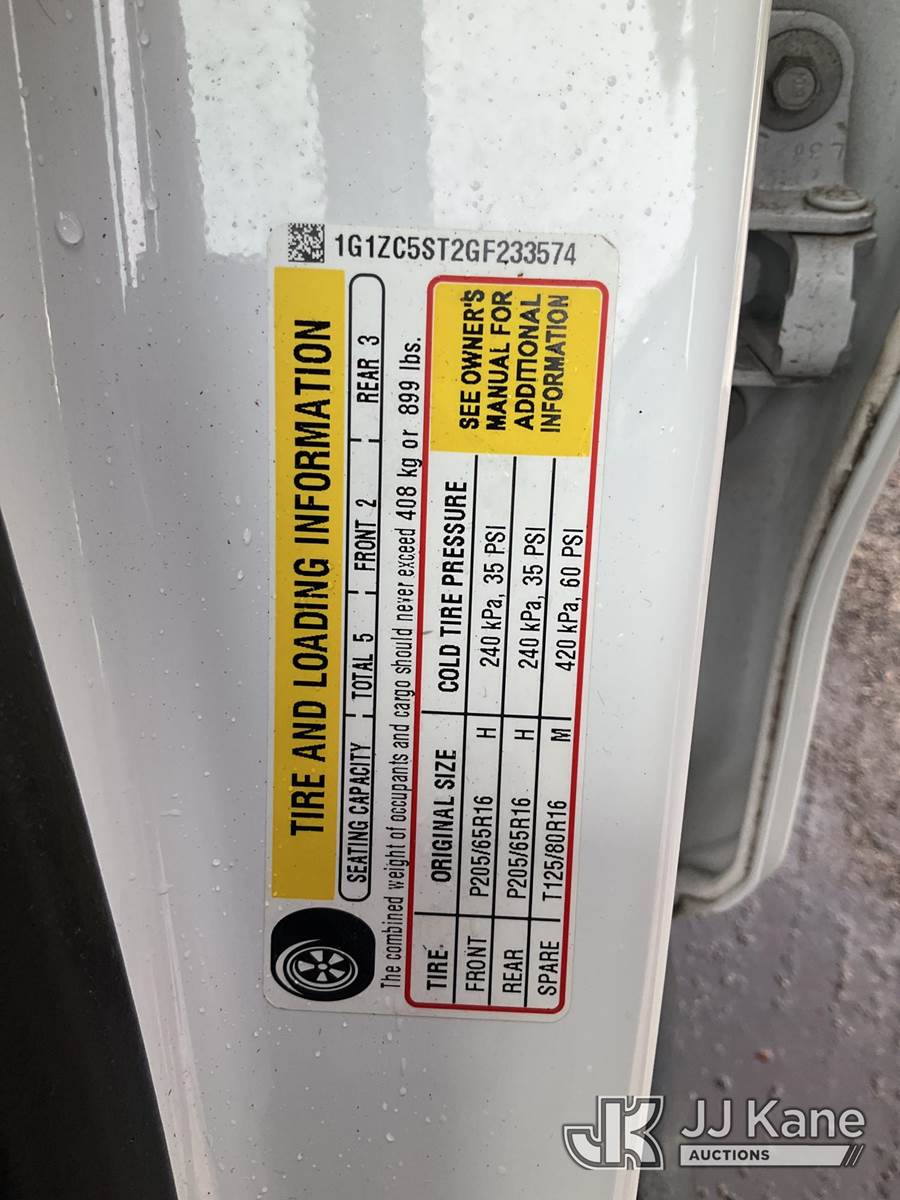 1G1ZC5ST2GF233574
TIRE AND LOADING INFORMATION
SEATING CAPACITY TOTAL 5 FRONT 2 REAR 3
The combined weight of occupants and cargo should never exceed 408 kg or 899 lbs.
TIRE ORIGINAL SIZE COLD TIRE PRESSURE
FRONT P205/65R16 H 240 kPa, 35 PSI
REAR P205/65R16 H 240 kPa, 35 PSI
SPARE T125/80R16 M 420 kPa, 60 PSI
SEE OWNER'S
MANUAL FOR
ADDITIONAL
INFORMATION
JK JJ Kane
AUCTIONS